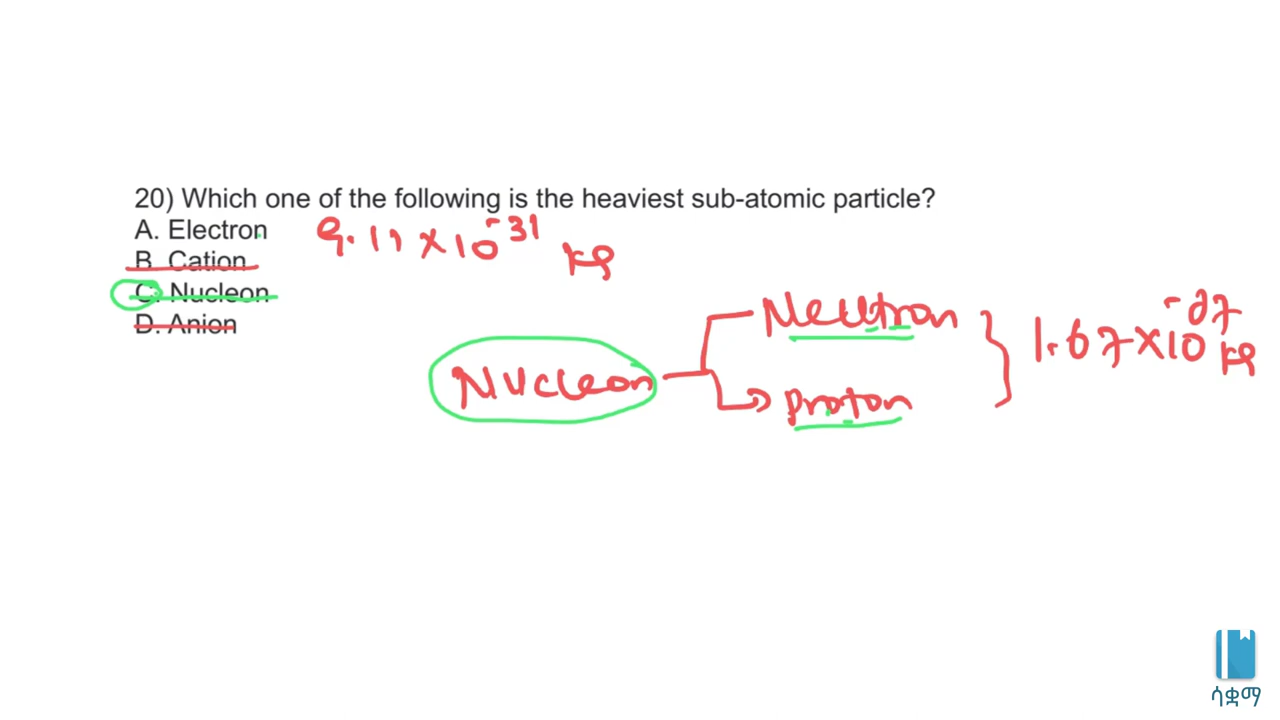 20) Which one of the following is the heaviest sub-atomic particle?
A. Electron 9.11 × 10⁻³¹ kg
B. Cation
C. Nucleon
D. Anion
Neutron
Nucleon
proton
1.67 × 10⁻²⁷ kg
ሳቋማ